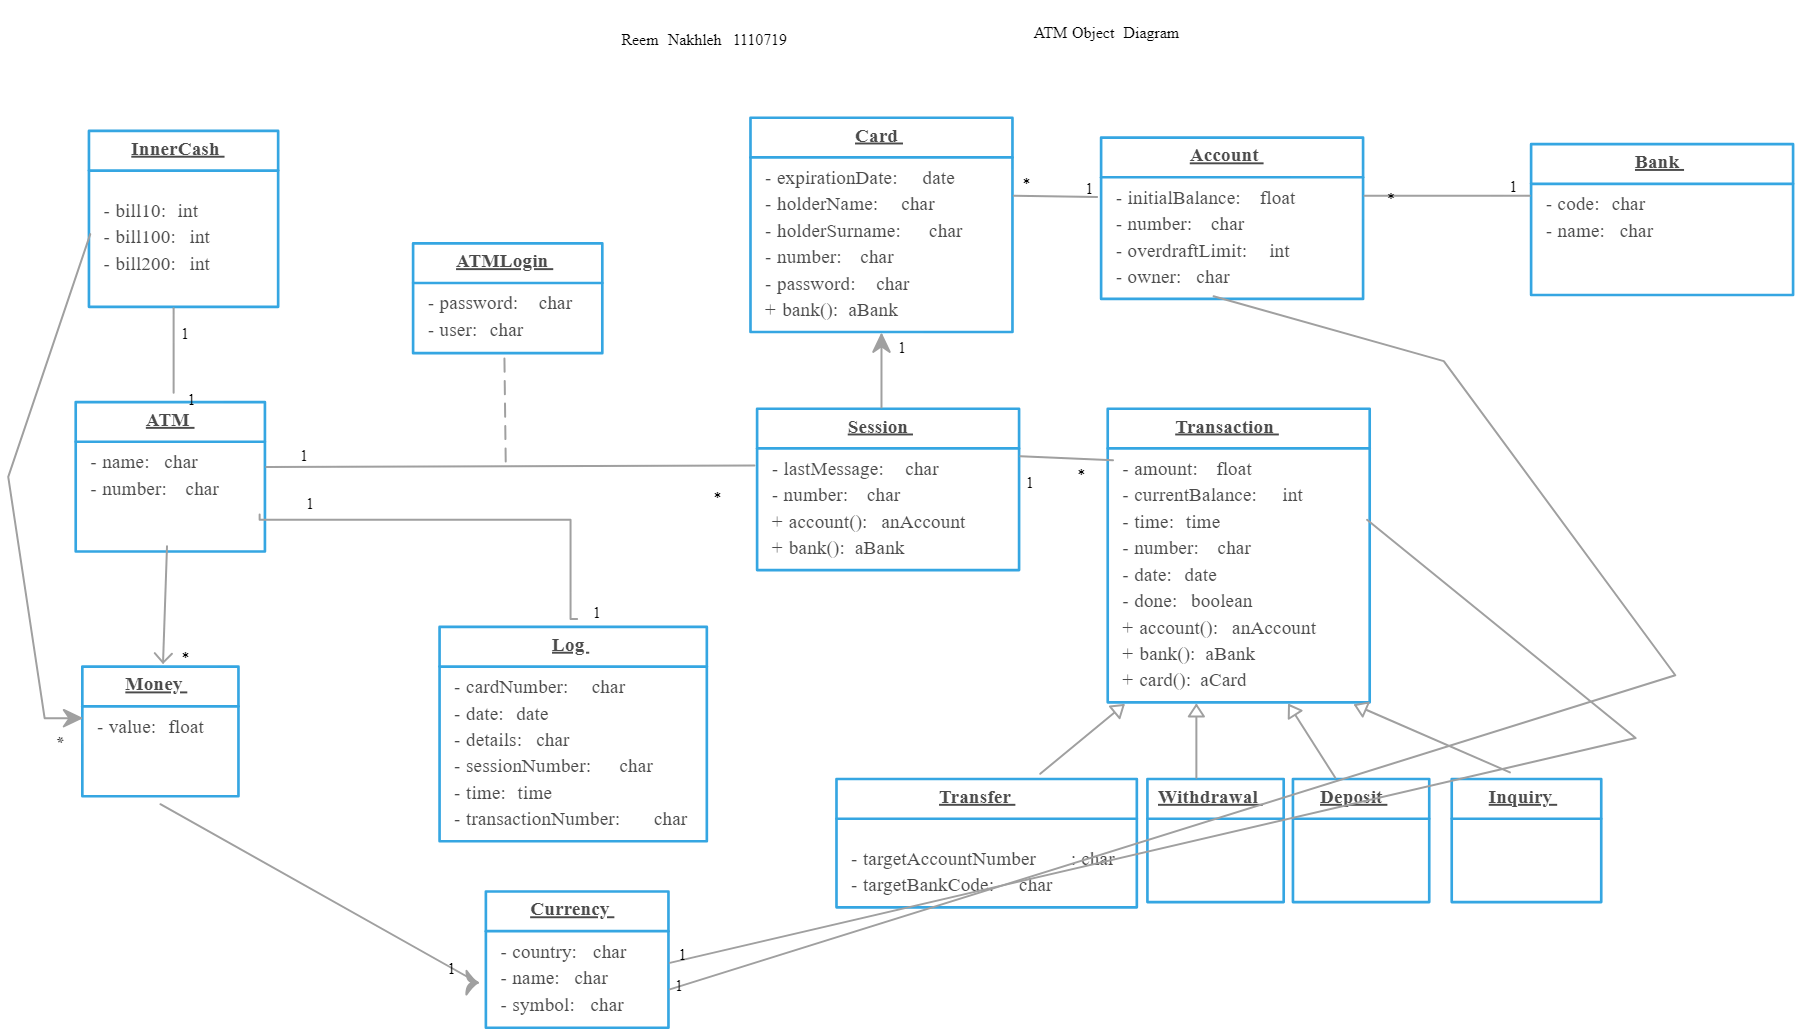 Reem Nakhleh 1110719
ATM Object Diagram
InnerCash
- bill10: int
- bill100: int
- bill200: int
ATMLogin
- password: char
- user: char
Card
- expirationDate: date
- holderName: char
- holderSurname: char
- number: char
- password: char
+ bank(): aBank
* 1
Account
- initialBalance: float
- number: char
- overdraftLimit: int
- owner: char
* 1
Bank
- code: char
- name: char
1
1
1
ATM
- name: char
- number: char
1
*
1
1
Session
- lastMessage: char
- number: char
+ account(): anAccount
+ bank(): aBank
1
*
Transaction
- amount: float
- currentBalance: int
- time: time
- number: char
- date: date
- done: boolean
+ account(): anAccount
+ bank(): aBank
+ card(): aCard
*
Money
- value: float
*
Log
- cardNumber: char
- date: date
- details: char
- sessionNumber: char
- time: time
- transactionNumber: char
Transfer
- targetAccountNumber : char
- targetBankCode: char
Withdrawal
Deposit
Inquiry
1
Currency
- country: char
- name: char
- symbol: char
1
1